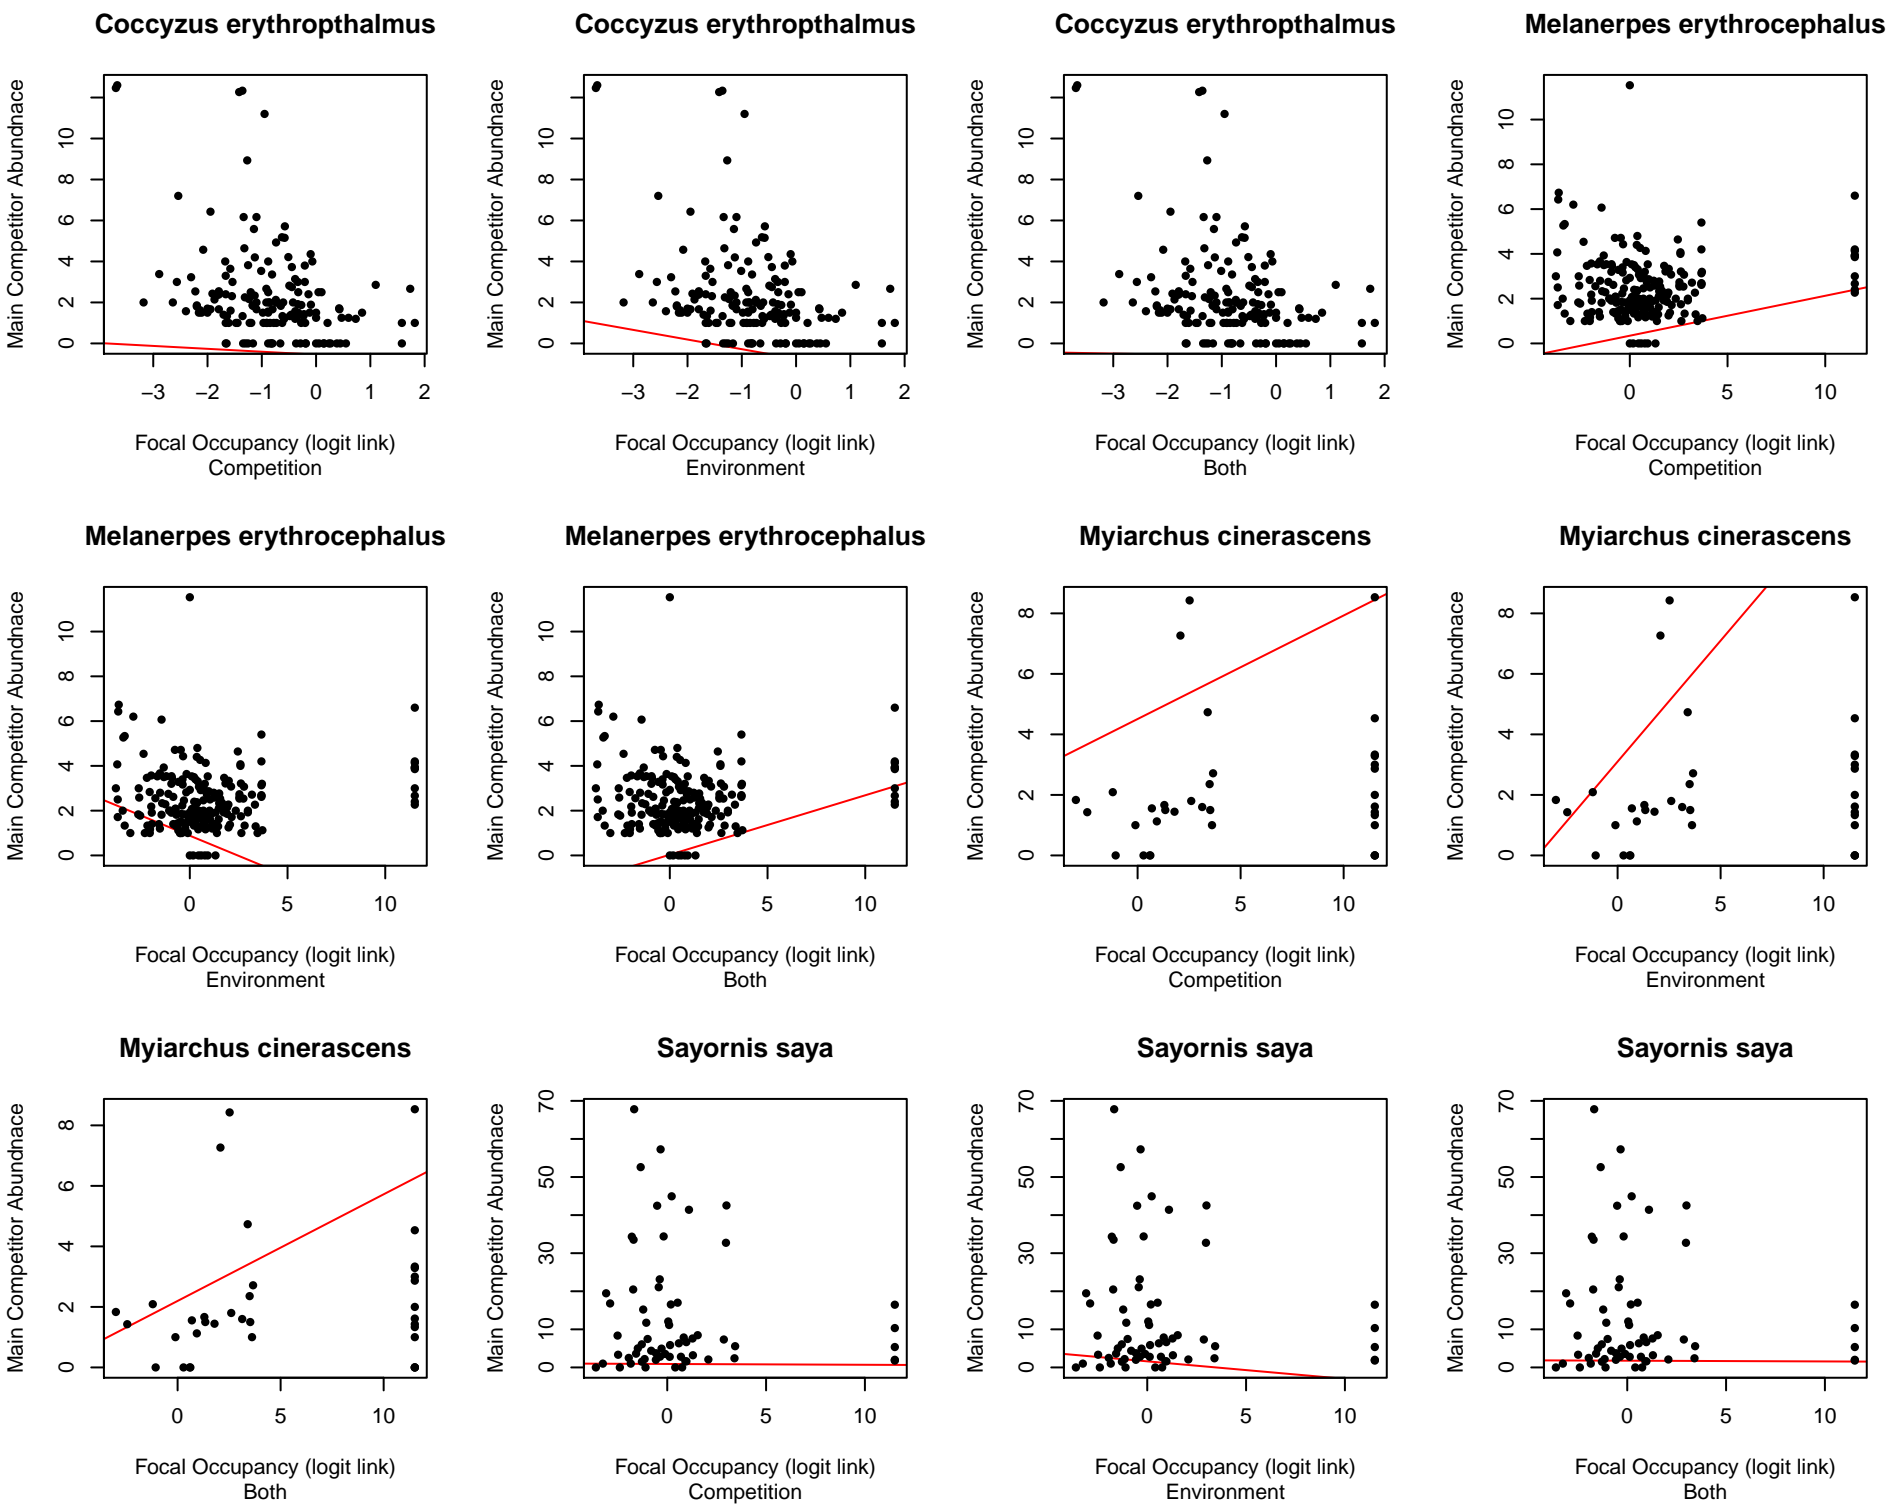 Coccyzus erythropthalmus
Main Competitor Abundnace
0 2 4 6 8 10
−3 −2 −1 0 1 2
Focal Occupancy (logit link)
Competition
Coccyzus erythropthalmus
Main Competitor Abundnace
0 2 4 6 8 10
−3 −2 −1 0 1 2
Focal Occupancy (logit link)
Environment
Coccyzus erythropthalmus
Main Competitor Abundnace
0 2 4 6 8 10
−3 −2 −1 0 1 2
Focal Occupancy (logit link)
Both
Melanerpes erythrocephalus
Main Competitor Abundnace
0 2 4 6 8 10
0 5 10
Focal Occupancy (logit link)
Competition
Melanerpes erythrocephalus
Main Competitor Abundnace
0 2 4 6 8 10
0 5 10
Focal Occupancy (logit link)
Environment
Melanerpes erythrocephalus
Main Competitor Abundnace
0 2 4 6 8 10
0 5 10
Focal Occupancy (logit link)
Both
Myiarchus cinerascens
Main Competitor Abundnace
0 2 4 6 8
0 5 10
Focal Occupancy (logit link)
Competition
Myiarchus cinerascens
Main Competitor Abundnace
0 2 4 6 8
0 5 10
Focal Occupancy (logit link)
Environment
Myiarchus cinerascens
Main Competitor Abundnace
0 2 4 6 8
0 5 10
Focal Occupancy (logit link)
Both
Sayornis saya
Main Competitor Abundnace
0 10 30 50 70
0 5 10
Focal Occupancy (logit link)
Competition
Sayornis saya
Main Competitor Abundnace
0 10 30 50 70
0 5 10
Focal Occupancy (logit link)
Environment
Sayornis saya
Main Competitor Abundnace
0 10 30 50 70
0 5 10
Focal Occupancy (logit link)
Both